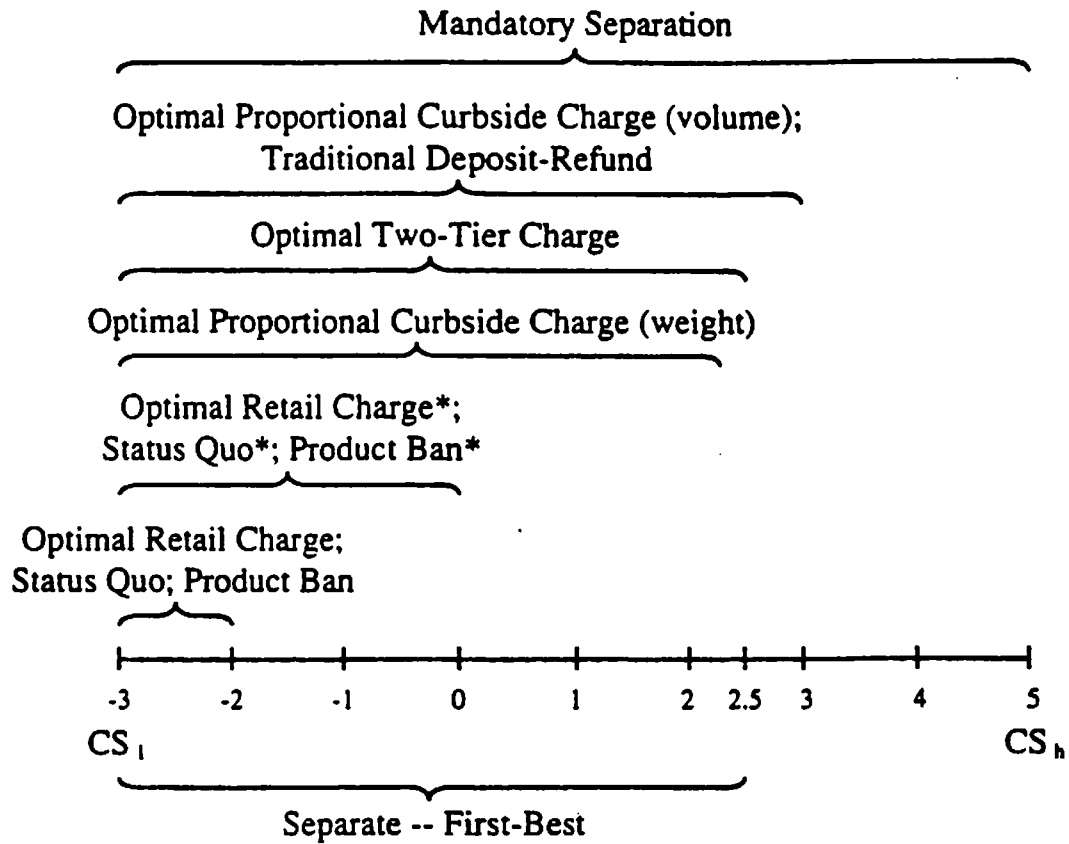 Mandatory Separation
Optimal Proportional Curbside Charge (volume);
Traditional Deposit-Refund
Optimal Two-Tier Charge
Optimal Proportional Curbside Charge (weight)
Optimal Retail Charge*;
Status Quo*; Product Ban*
Optimal Retail Charge;
Status Quo; Product Ban
-3 -2 -1 0 1 2 2.5 3 4 5
CS l CS h
Separate -- First-Best